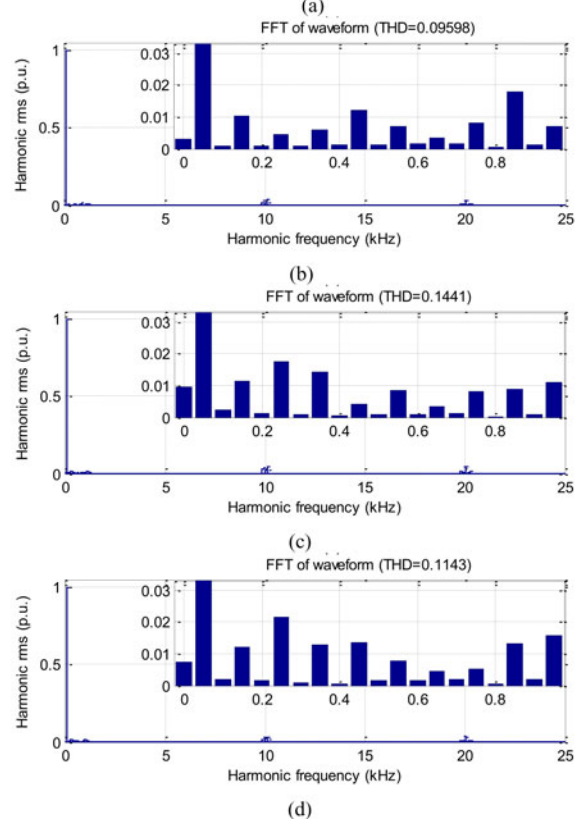 (a)
FFT of waveform (THD=0.09598)
Harmonic rms (p.u.)
1
0.5
0
0.03
0.02
0.01
0
0 0.2 0.4 0.6 0.8
0 5 10 15 20 25
Harmonic frequency (kHz)
(b)
FFT of waveform (THD=0.1441)
Harmonic rms (p.u.)
1
0.5
0
0.03
0.02
0.01
0
0 0.2 0.4 0.6 0.8
0 5 10 15 20 25
Harmonic frequency (kHz)
(c)
FFT of waveform (THD=0.1143)
Harmonic rms (p.u.)
1
0.5
0
0.03
0.02
0.01
0
0 0.2 0.4 0.6 0.8
0 5 10 15 20 25
Harmonic frequency (kHz)
(d)